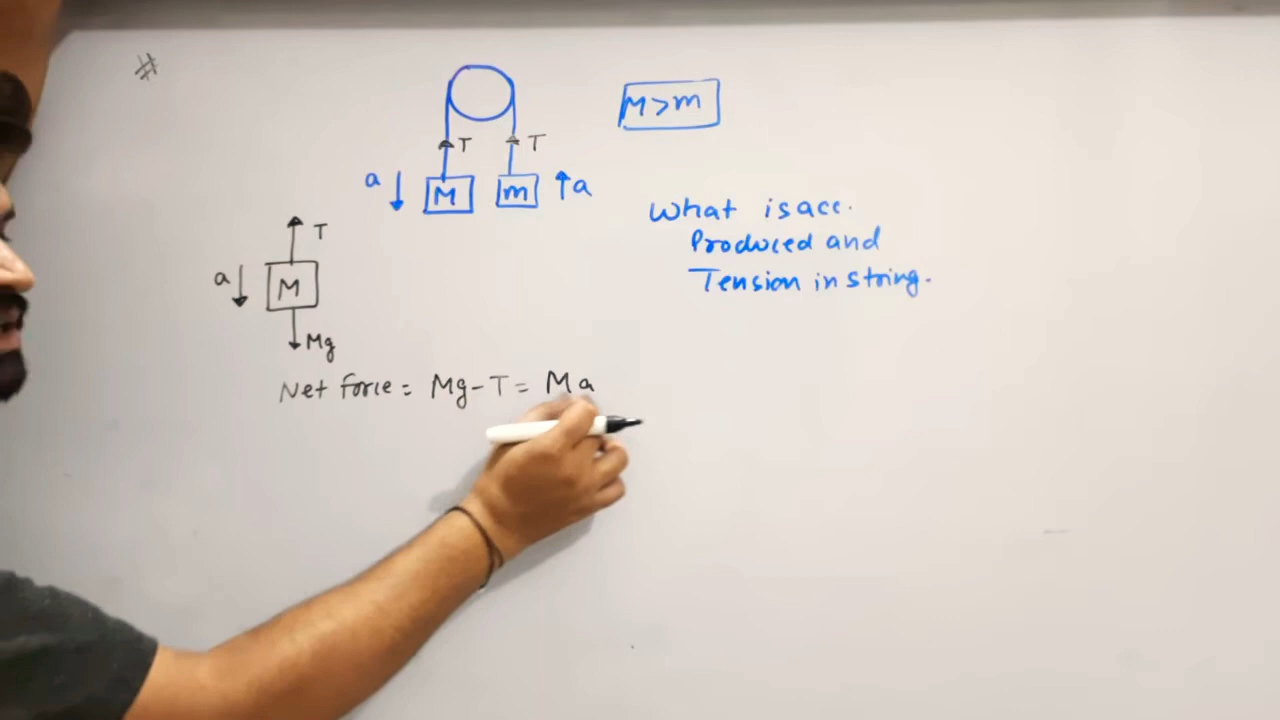 #
M>m
T T
a M m a
What is acc.
Produced and
Tension in string.
T
a M
Mg
Net force = Mg-T = Ma